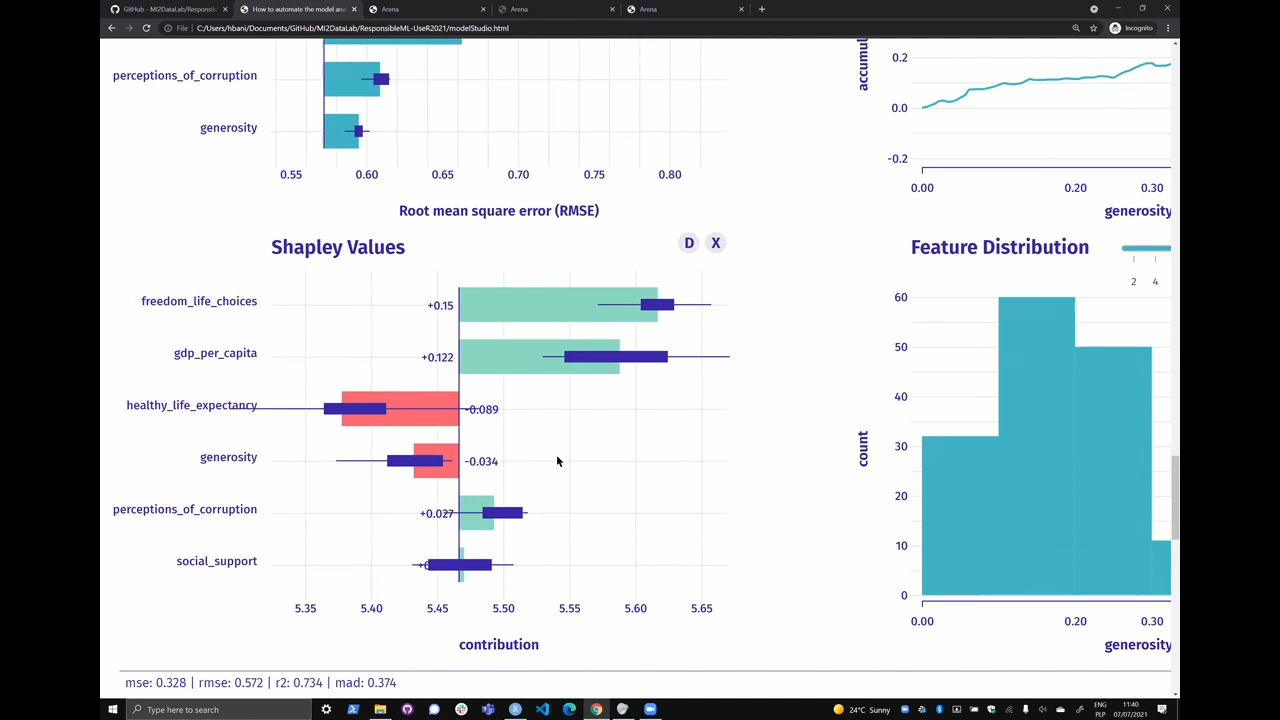 GitHub - MI2DataLab/Responsib
How to automate the model ana
Arena
Arena
Arena
File
C:/Users/hbani/Documents/GitHub/MI2DataLab/ResponsibleML-UseR2021/modelStudio.html
Incognito
perceptions_of_corruption
generosity
0.55 0.60 0.65 0.70 0.75 0.80
Root mean square error (RMSE)
accumul
0.2
0.0
-0.2
0.00 0.20 0.30
generosity
Shapley Values
D X
freedom_life_choices +0.15
gdp_per_capita +0.122
healthy_life_expectancy -0.089
generosity -0.034
perceptions_of_corruption +0.027
social_support
5.35 5.40 5.45 5.50 5.55 5.60 5.65
contribution
Feature Distribution
2 4
60
50
40
30
20
10
0
count
0.00 0.20 0.30
generosity
mse: 0.328 | rmse: 0.572 | r2: 0.734 | mad: 0.374
Type here to search
24°C Sunny
ENG
PLP
11:40
07/07/2021